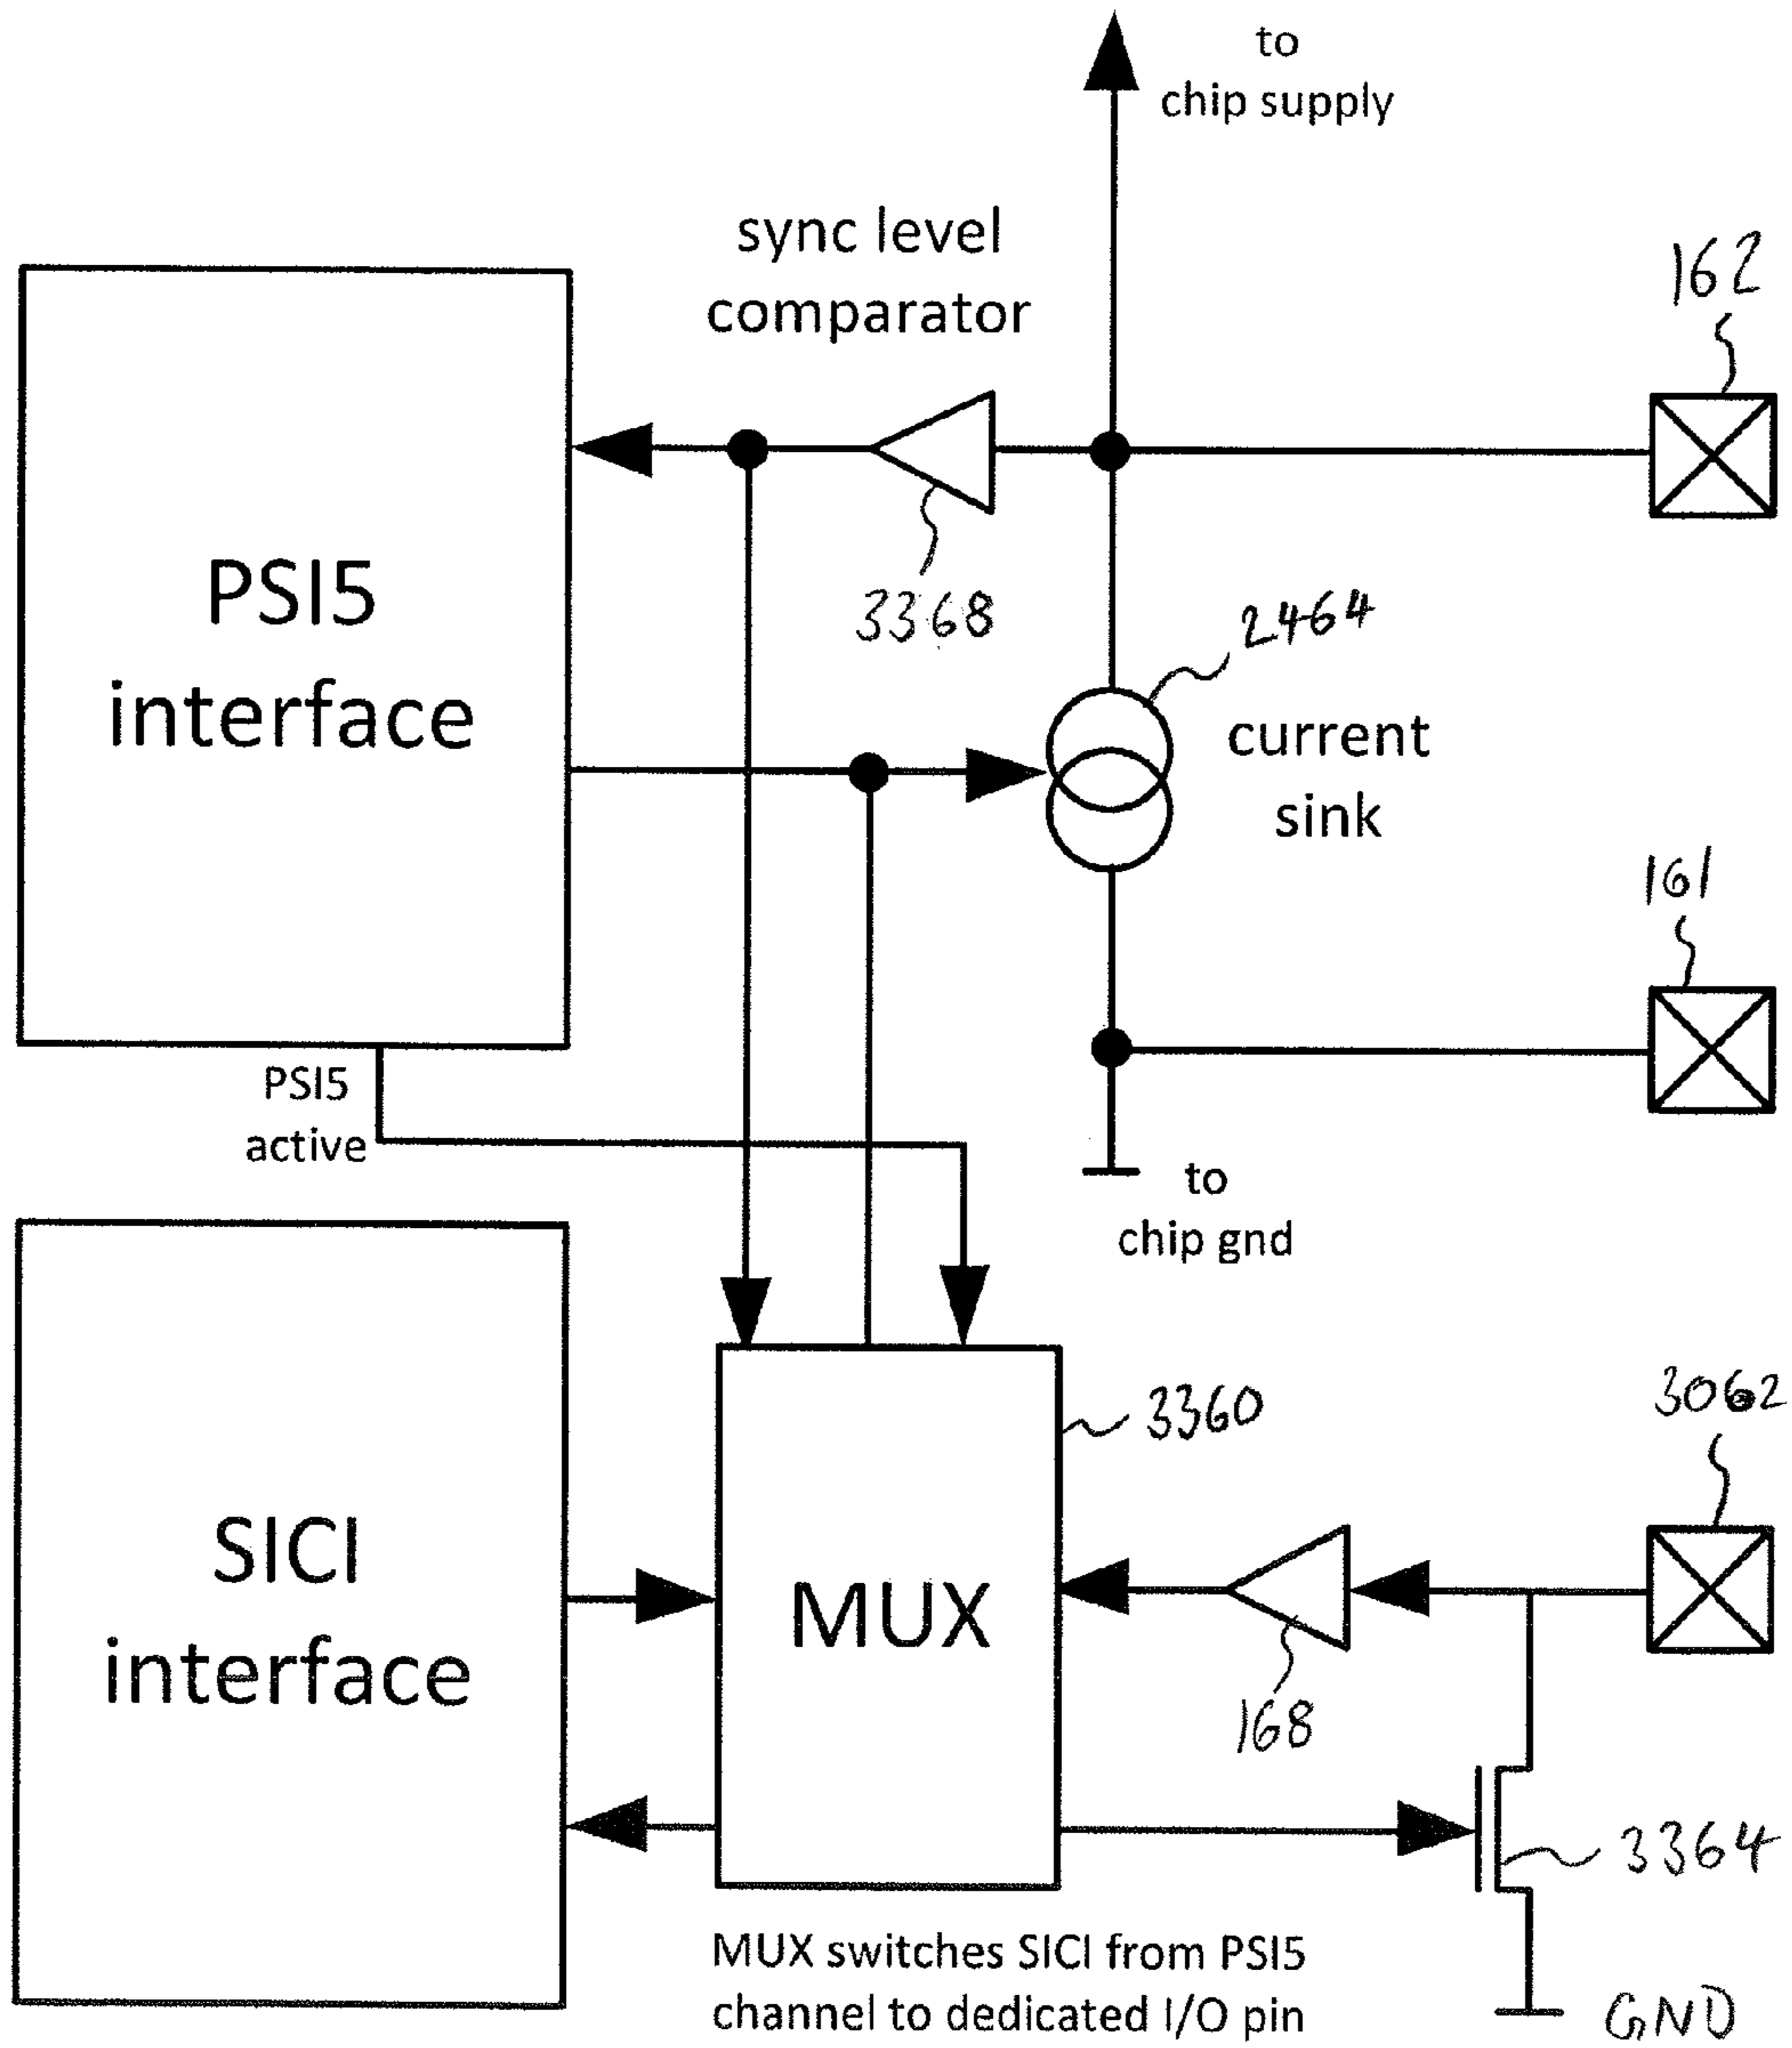 to
chip supply
sync level
comparator
162
PSI5
interface
3368
2464
current
sink
161
PSI5
active
to
chip gnd
3360
3062
SICI
interface
MUX
168
3364
MUX switches SICI from PSI5
channel to dedicated I/O pin
GND